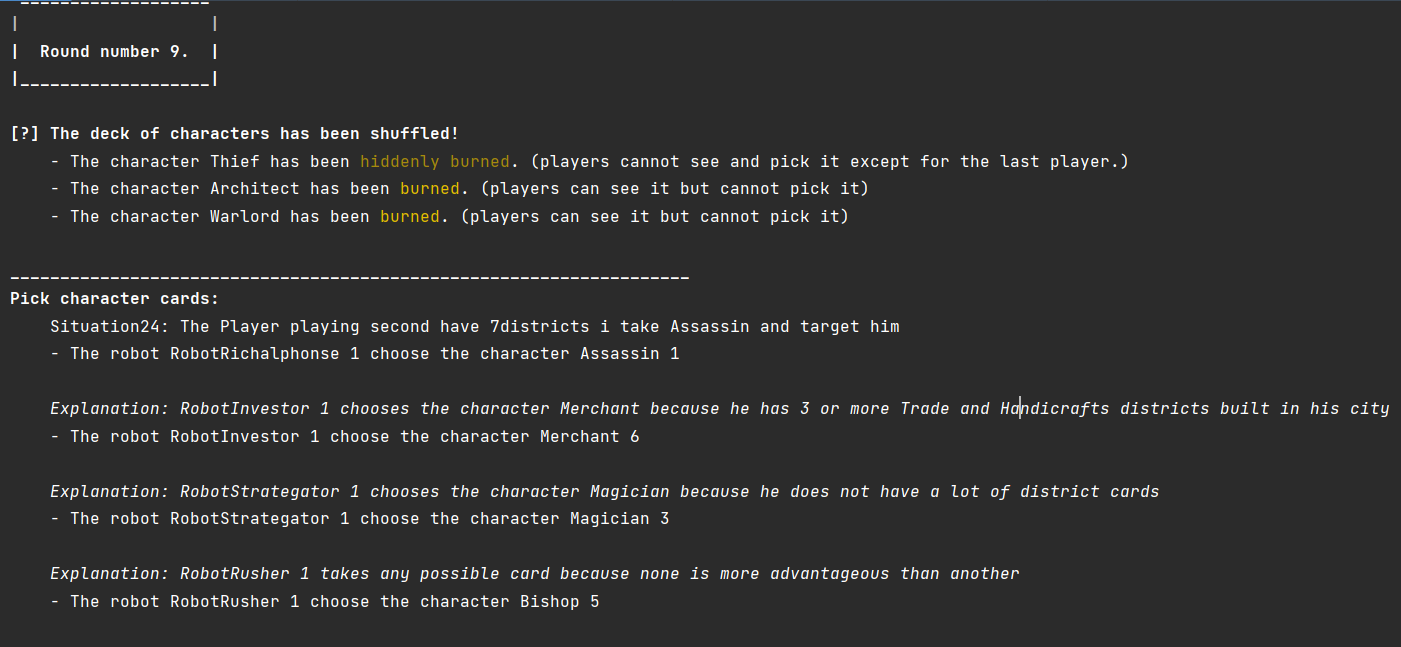 Round number 9.
[?] The deck of characters has been shuffled!
- The character Thief has been hiddenly burned. (players cannot see and pick it except for the last player.)
- The character Architect has been burned. (players can see it but cannot pick it)
- The character Warlord has been burned. (players can see it but cannot pick it)
Pick character cards:
Situation24: The Player playing second have 7districts i take Assassin and target him
- The robot RobotRichalphonse 1 choose the character Assassin 1
Explanation: RobotInvestor 1 chooses the character Merchant because he has 3 or more Trade and Handicrafts districts built in his city
- The robot RobotInvestor 1 choose the character Merchant 6
Explanation: RobotStrategator 1 chooses the character Magician because he does not have a lot of district cards
- The robot RobotStrategator 1 choose the character Magician 3
Explanation: RobotRusher 1 takes any possible card because none is more advantageous than another
- The robot RobotRusher 1 choose the character Bishop 5